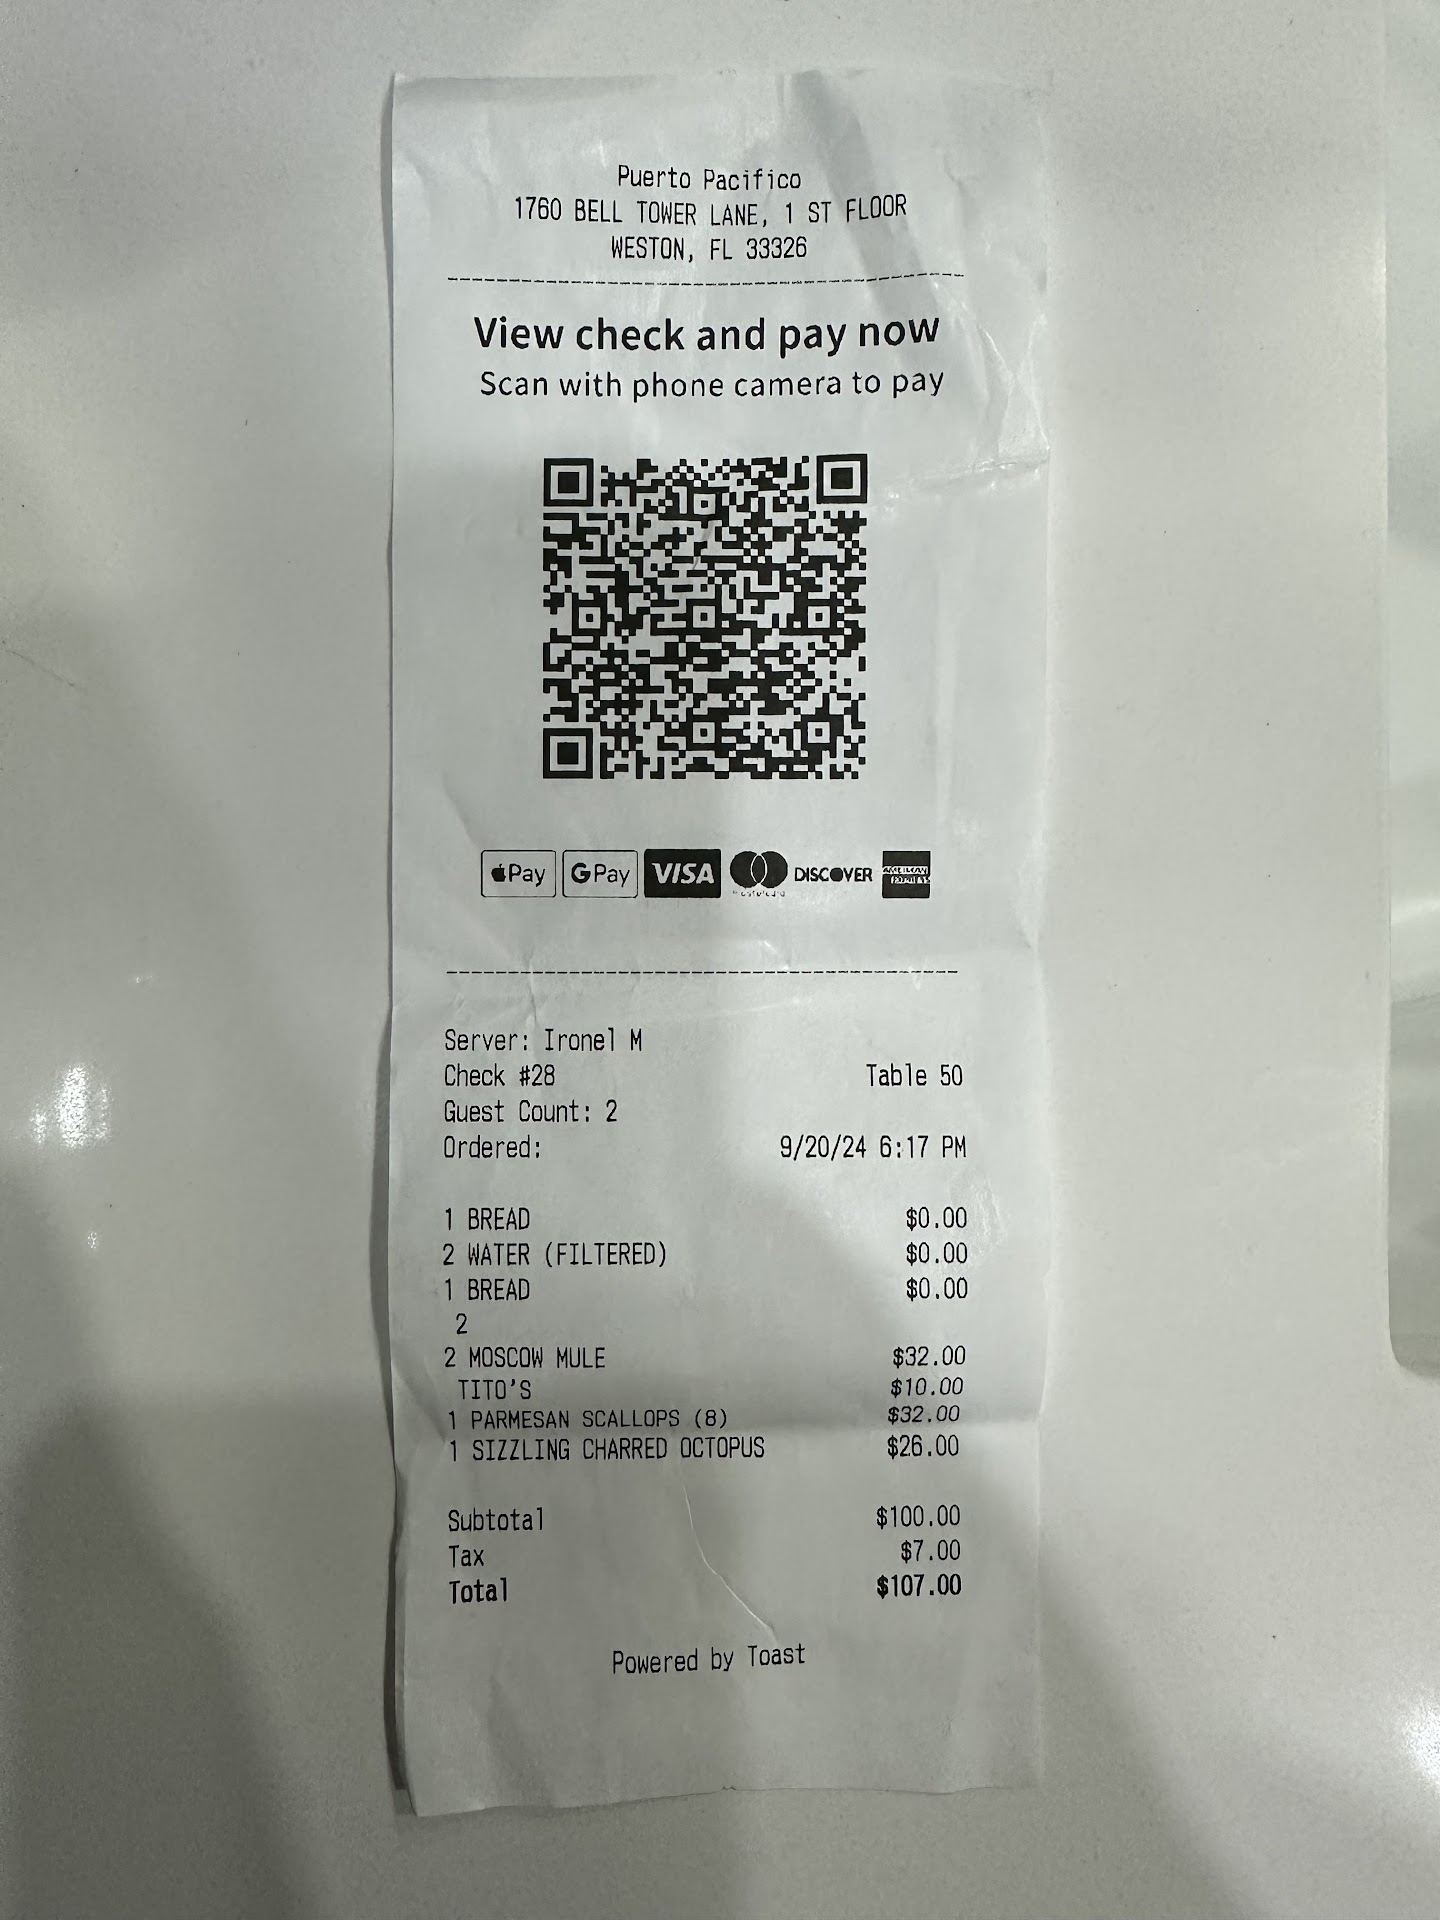 Puerto Pacifico
1760 BELL TOWER LANE, 1 ST FLOOR
WESTON, FL 33326
View check and pay now
Scan with phone camera to pay
Pay G Pay VISA mastercard DISCOVER AMERICAN EXPRESS
Server: Ironel M
Check #28 Table 50
Guest Count: 2
Ordered: 9/20/24 6:17 PM
1 BREAD $0.00
2 WATER (FILTERED) $0.00
1 BREAD $0.00
2
2 MOSCOW MULE $32.00
TITO'S $10.00
1 PARMESAN SCALLOPS (8) $32.00
1 SIZZLING CHARRED OCTOPUS $26.00
Subtotal $100.00
Tax $7.00
Total $107.00
Powered by Toast